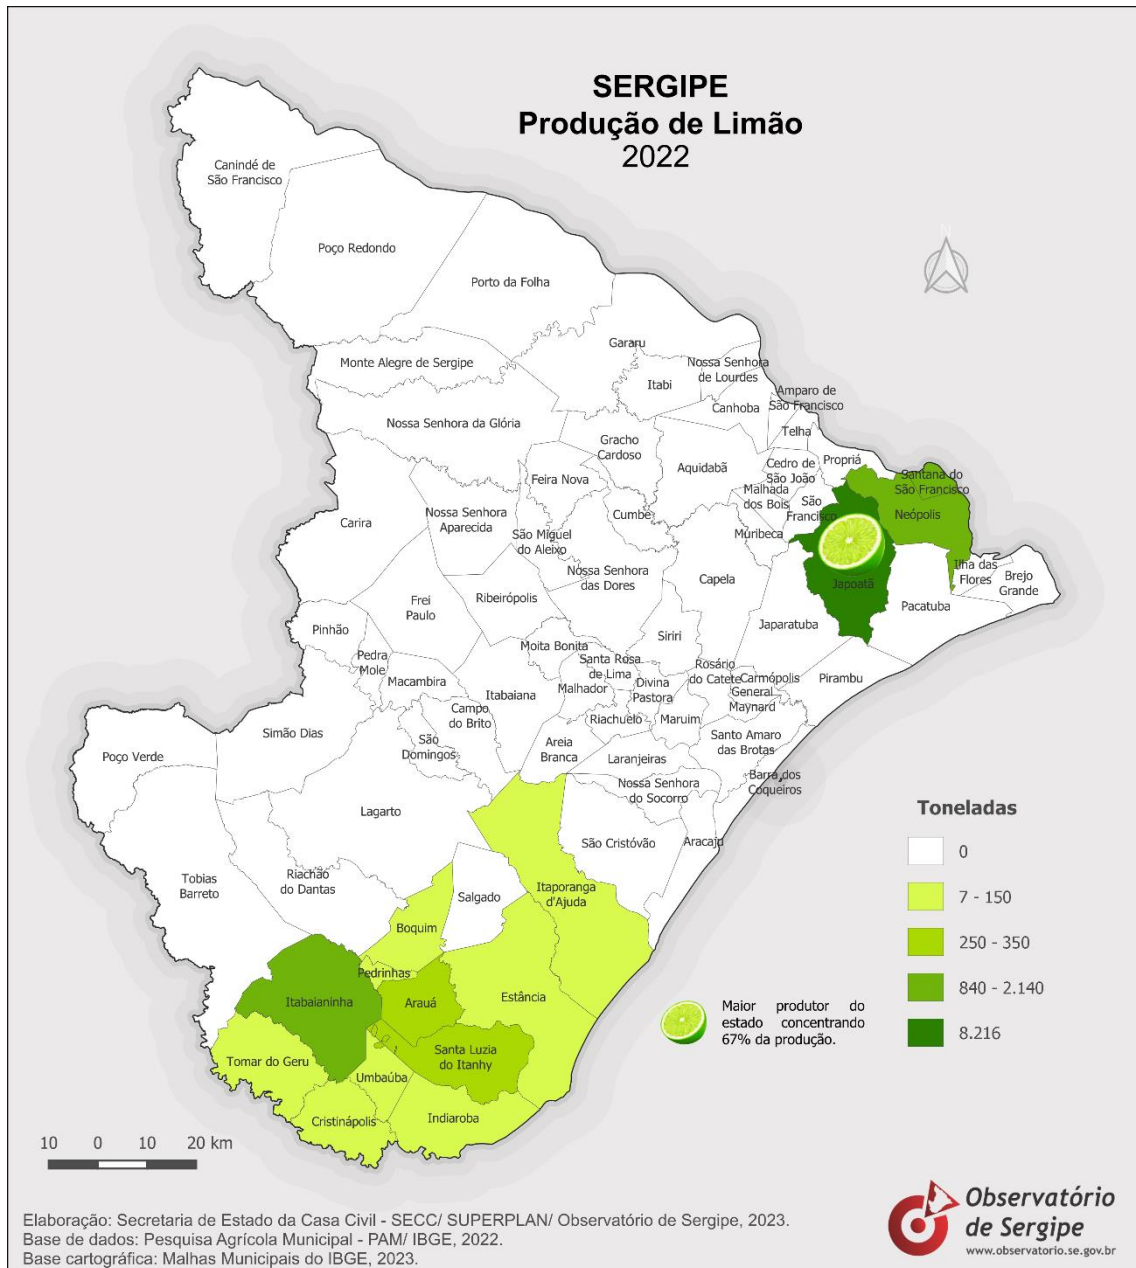 SERGIPE
Produção de Limão
2022
N
Canindé de
São Francisco
Poço Redondo
Porto da Folha
Gararu
Monte Alegre de Sergipe
Nossa Senhora
de Lourdes
Itabi
Amparo de
São Francisco
Canhoba
Nossa Senhora da Glória
Telha
Gracho
Cardoso
Propriá
Aquidabã
Cedro de
São João
Feira Nova
Santana do
São Francisco
Malhada
dos Bois
São
Francisco
Nossa Senhora
Aparecida
Cumbe
Neópolis
Carira
São Miguel
do Aleixo
Muribeca
Nossa Senhora
das Dores
Capela
Japoatã
Ilha das
Flores
Brejo
Grande
Frei
Paulo
Ribeirópolis
Pacatuba
Japaratuba
Pinhão
Siriri
Moita Bonita
Pedra
Mole
Santa Rosa
de Lima
Rosário
do Catete
Carmópolis
Pirambu
Macambira
Itabaiana
Malhador
Divina
Pastora
General
Maynard
Campo
do Brito
Riachuelo
Maruim
Simão Dias
São
Domingos
Areia
Branca
Santo Amaro
das Brotas
Poço Verde
Laranjeiras
Nossa Senhora
do Socorro
Barra dos
Coqueiros
Lagarto
São Cristóvão
Aracaju
Tobias
Barreto
Riachão
do Dantas
Salgado
Itaporanga
d'Ajuda
Boquim
Pedrinhas
Itabaianinha
Arauá
Estância
Santa Luzia
do Itanhy
Tomar do Geru
Umbaúba
Cristinápolis
Indiaroba
Toneladas
0
7 - 150
250 - 350
840 - 2.140
8.216
Maior produtor do
estado concentrando
67% da produção.
10 0 10 20 km
Elaboração: Secretaria de Estado da Casa Civil - SECC/ SUPERPLAN/ Observatório de Sergipe, 2023.
Base de dados: Pesquisa Agrícola Municipal - PAM/ IBGE, 2022.
Base cartográfica: Malhas Municipais do IBGE, 2023.
Observatório
de Sergipe
www.observatorio.se.gov.br